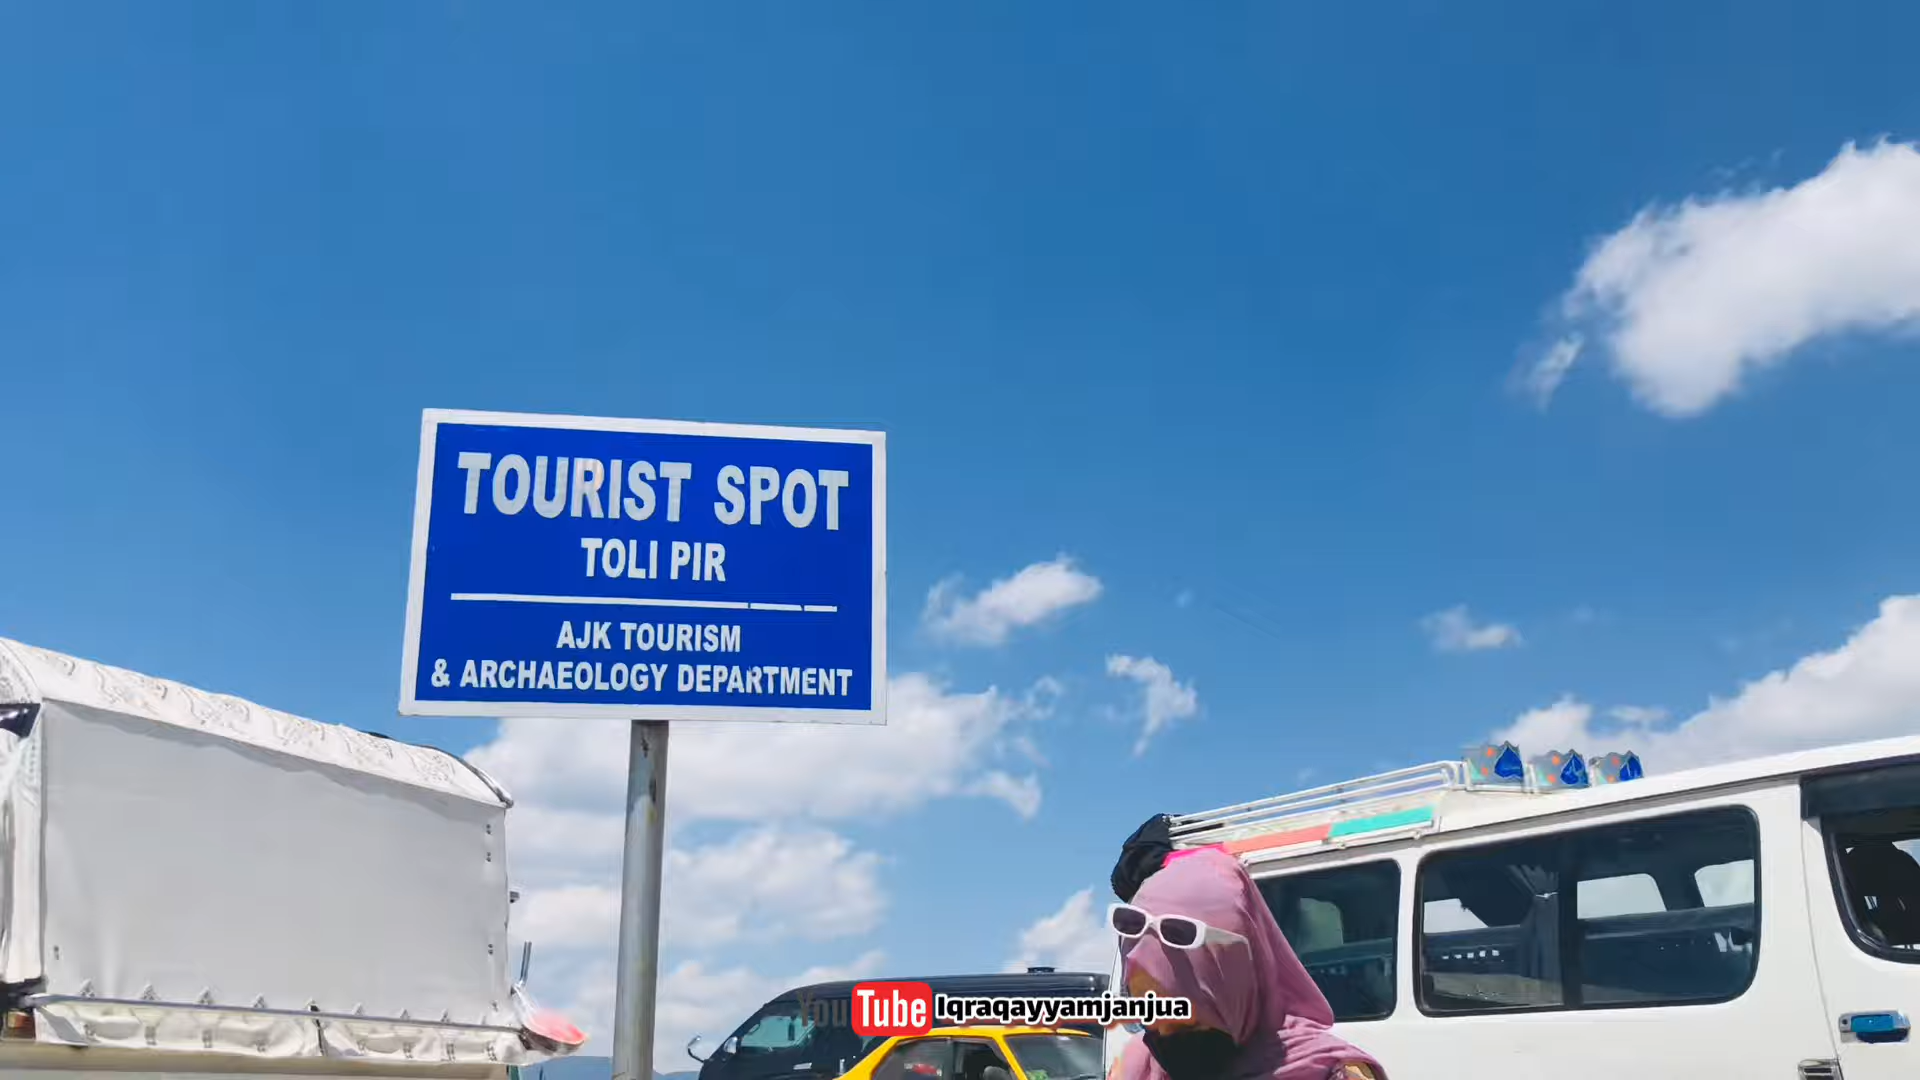 TOURIST SPOT
TOLI PIR
AJK TOURISM
& ARCHAEOLOGY DEPARTMENT
YouTube Iqraqayyamjanjua